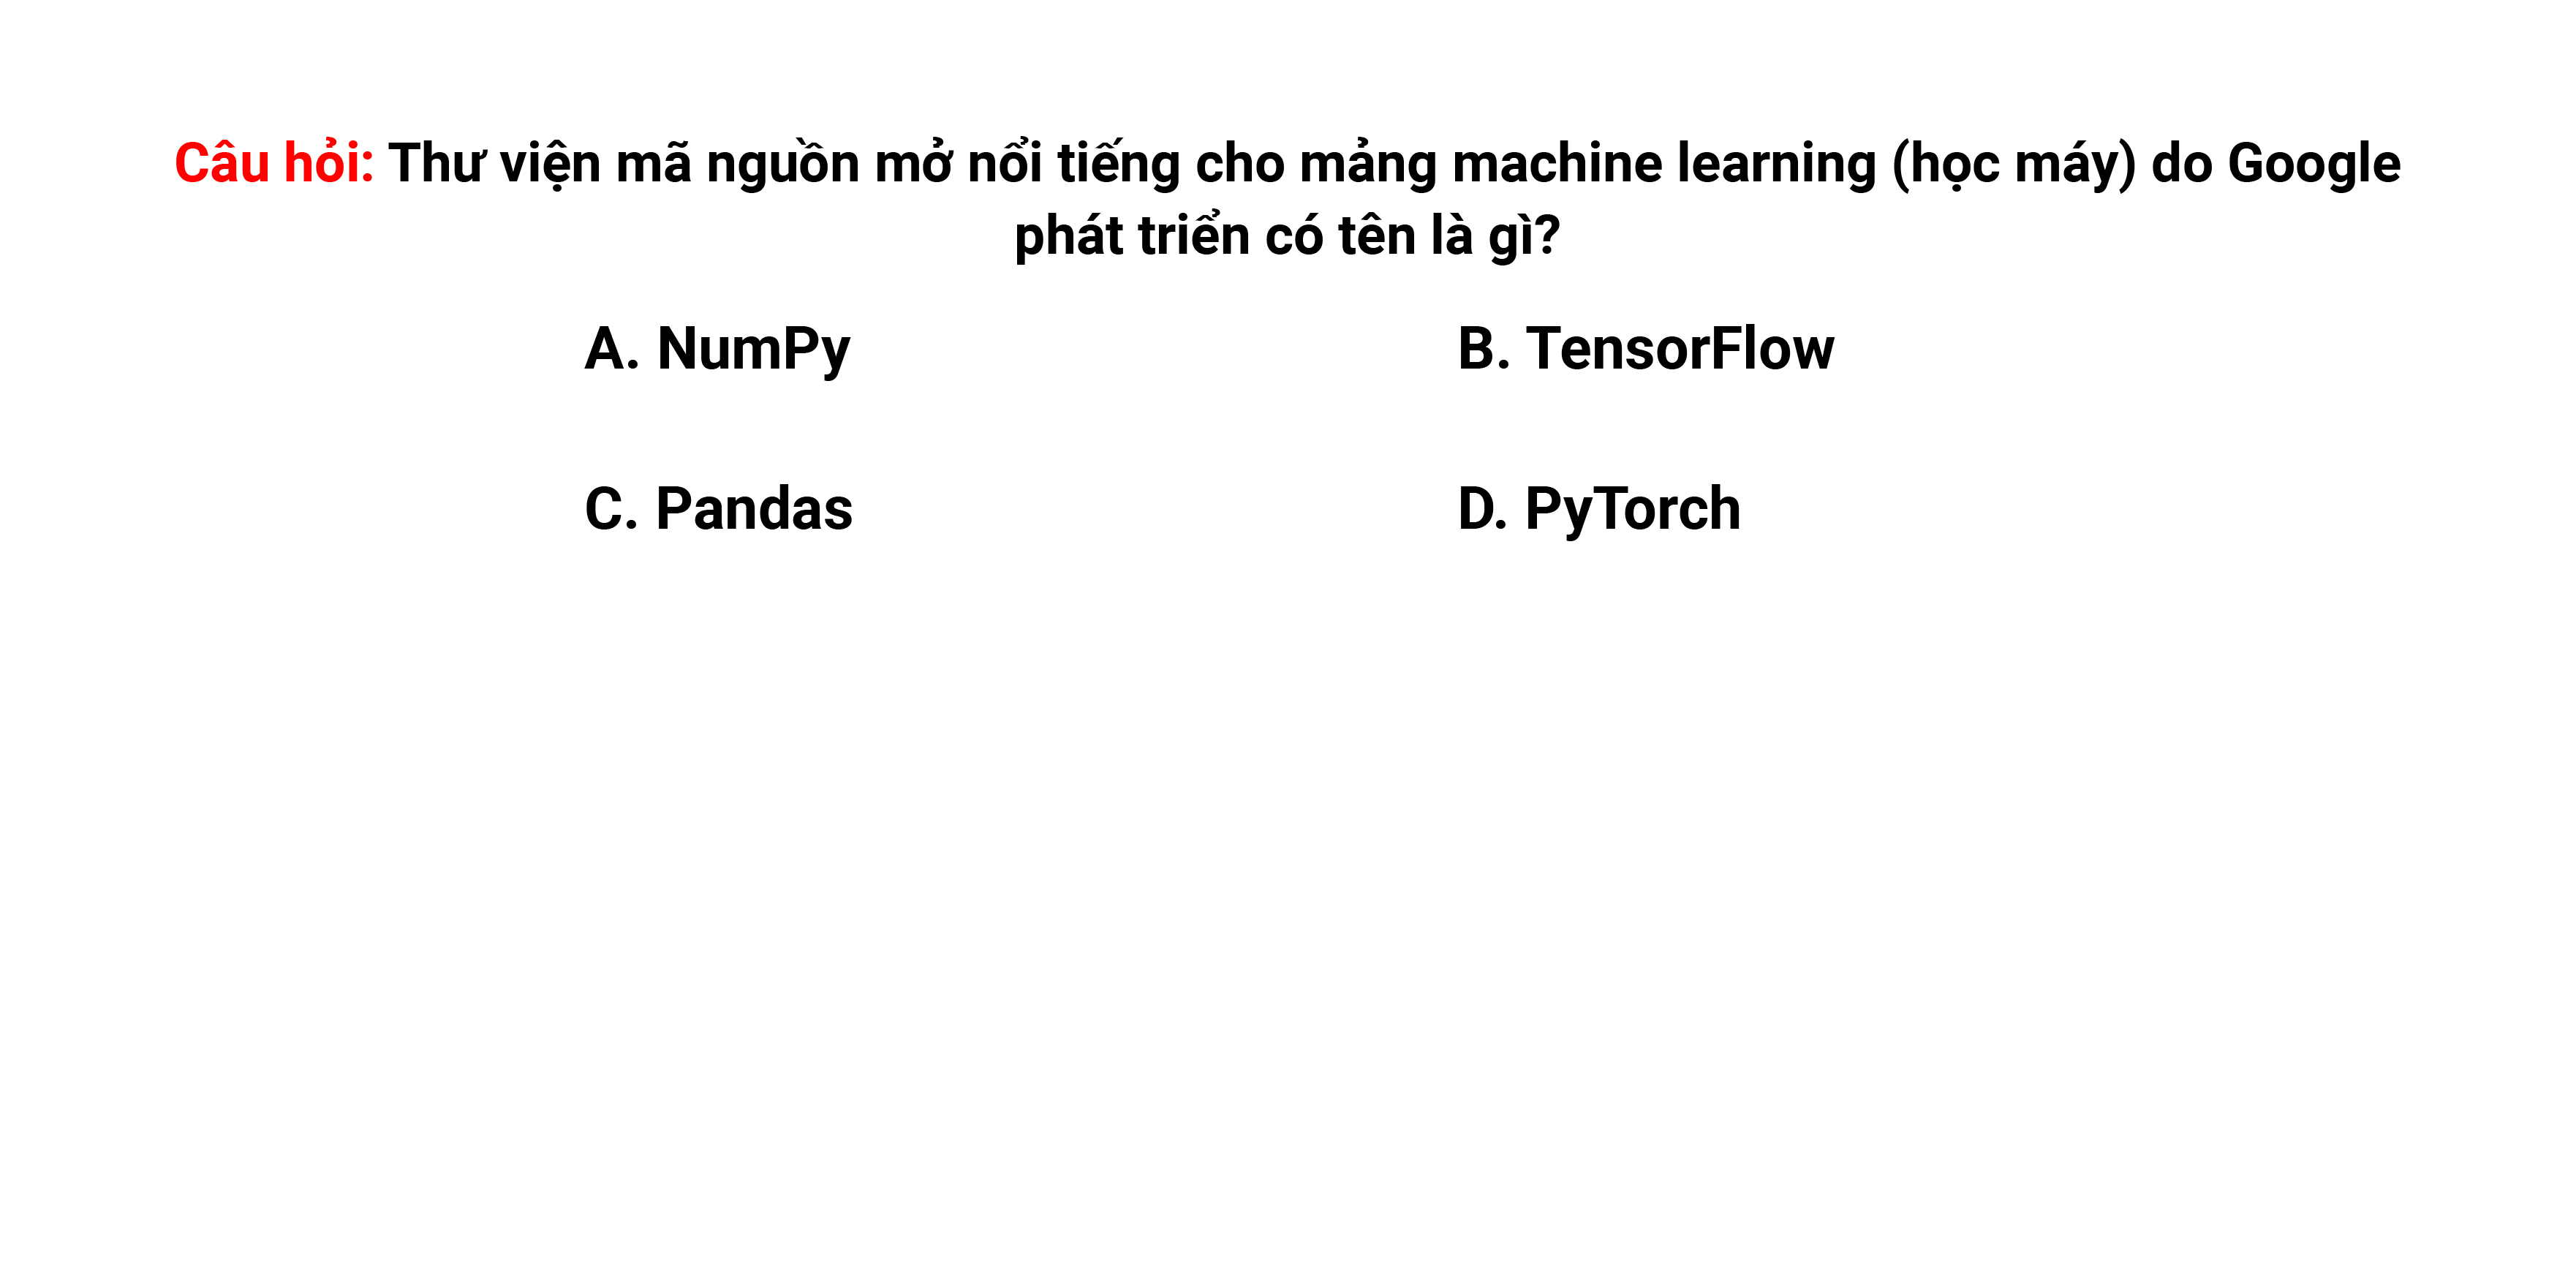 Câu hỏi: Thư viện mã nguồn mở nổi tiếng cho mảng machine learning (học máy) do Google
phát triển có tên là gì?
A. NumPy
B. TensorFlow
C. Pandas
D. PyTorch